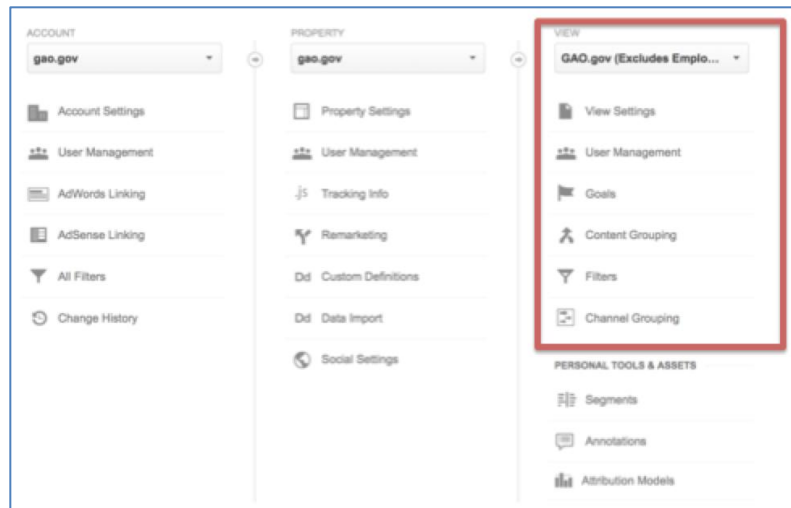 ACCOUNT
gao.gov
Account Settings
User Management
AdWords Linking
AdSense Linking
All Filters
Change History
PROPERTY
gao.gov
Property Settings
User Management
.js Tracking Info
Remarketing
Dd Custom Definitions
Dd Data Import
Social Settings
VIEW
GAO.gov (Excludes Emplo...
View Settings
User Management
Goals
Content Grouping
Filters
Channel Grouping
PERSONAL TOOLS & ASSETS
Segments
Annotations
Attribution Models